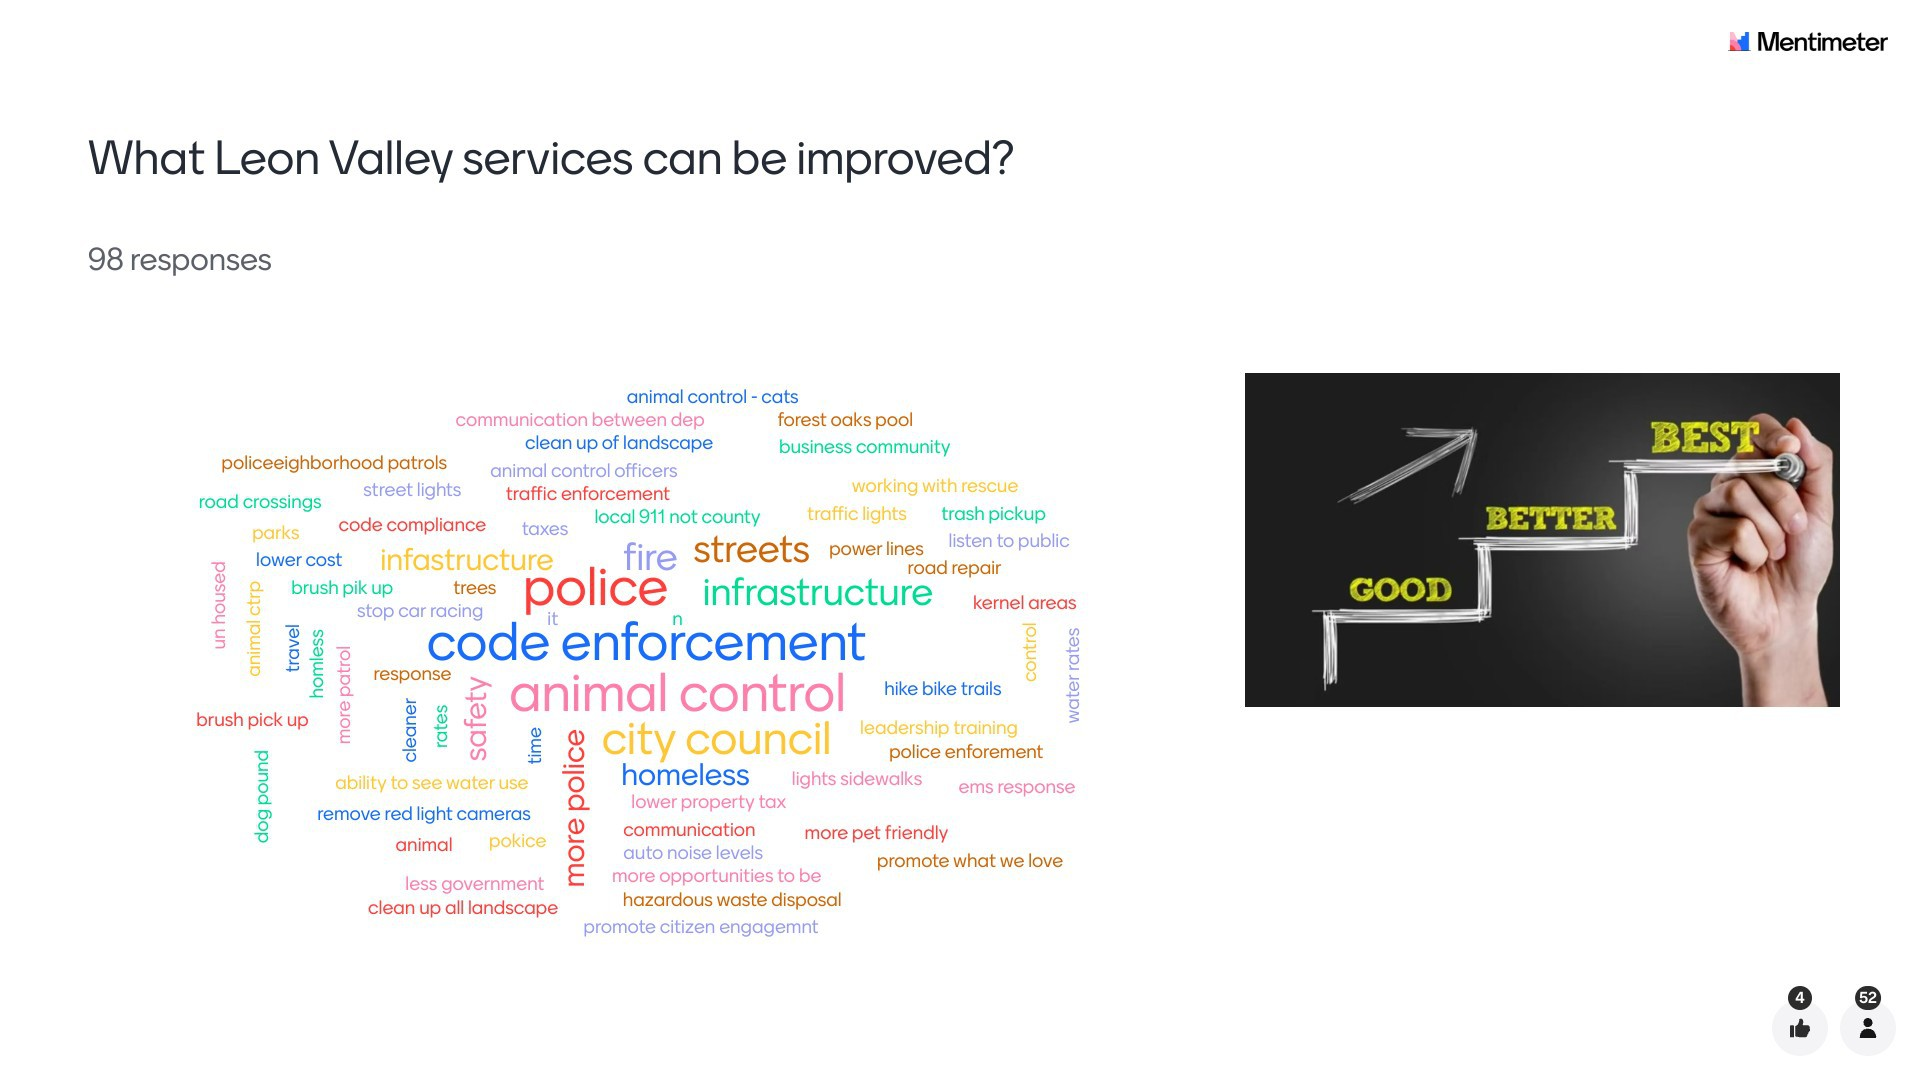 Mentimeter
What Leon Valley services can be improved?
98 responses
animal control - cats
communication between dep
forest oaks pool
clean up of landscape
business community
policeeighborhood patrols
animal control officers
street lights
traffic enforcement
working with rescue
road crossings
local 911 not county
traffic lights
trash pickup
parks
code compliance
taxes
listen to public
lower cost
infastructure
fire
streets
power lines
road repair
un housed
animal ctrp
brush pik up
trees
police
infrastructure
kernel areas
stop car racing
it
n
travel
homless
more patrol
code enforcement
control
water rates
response
safety
animal control
hike bike trails
brush pick up
cleaner
rates
time
more police
city council
leadership training
police enforement
dog pound
ability to see water use
homeless
lights sidewalks
ems response
lower property tax
remove red light cameras
communication
more pet friendly
animal
pokice
auto noise levels
promote what we love
less government
more opportunities to be
clean up all landscape
hazardous waste disposal
promote citizen engagemnt
BEST
BETTER
GOOD
4
52